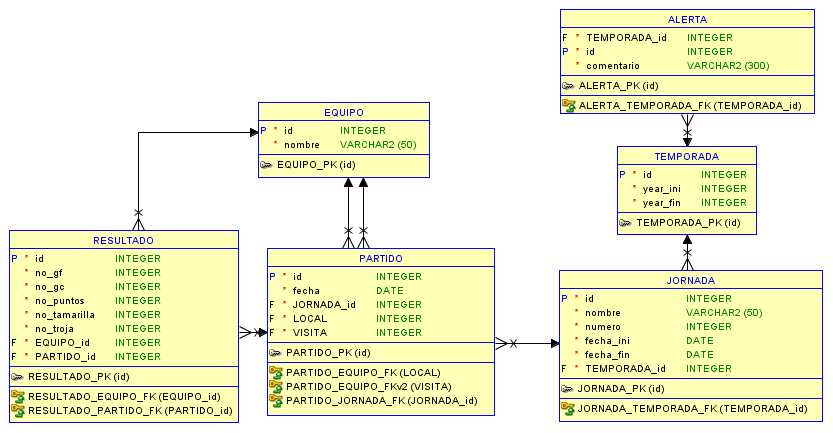 ALERTA
F * TEMPORADA_id INTEGER
P * id INTEGER
* comentario VARCHAR2 (300)
ALERTA_PK (id)
ALERTA_TEMPORADA_FK (TEMPORADA_id)
EQUIPO
P * id INTEGER
* nombre VARCHAR2 (50)
EQUIPO_PK (id)
TEMPORADA
P * id INTEGER
* year_ini INTEGER
* year_fin INTEGER
TEMPORADA_PK (id)
RESULTADO
P * id INTEGER
* no_gf INTEGER
* no_gc INTEGER
* no_puntos INTEGER
* no_tamarilla INTEGER
* no_troja INTEGER
F * EQUIPO_id INTEGER
F * PARTIDO_id INTEGER
RESULTADO_PK (id)
RESULTADO_EQUIPO_FK (EQUIPO_id)
RESULTADO_PARTIDO_FK (PARTIDO_id)
PARTIDO
P * id INTEGER
* fecha DATE
F * JORNADA_id INTEGER
F * LOCAL INTEGER
F * VISITA INTEGER
PARTIDO_PK (id)
PARTIDO_EQUIPO_FK (LOCAL)
PARTIDO_EQUIPO_FKv2 (VISITA)
PARTIDO_JORNADA_FK (JORNADA_id)
JORNADA
P * id INTEGER
* nombre VARCHAR2 (50)
* numero INTEGER
* fecha_ini DATE
* fecha_fin DATE
F * TEMPORADA_id INTEGER
JORNADA_PK (id)
JORNADA_TEMPORADA_FK (TEMPORADA_id)